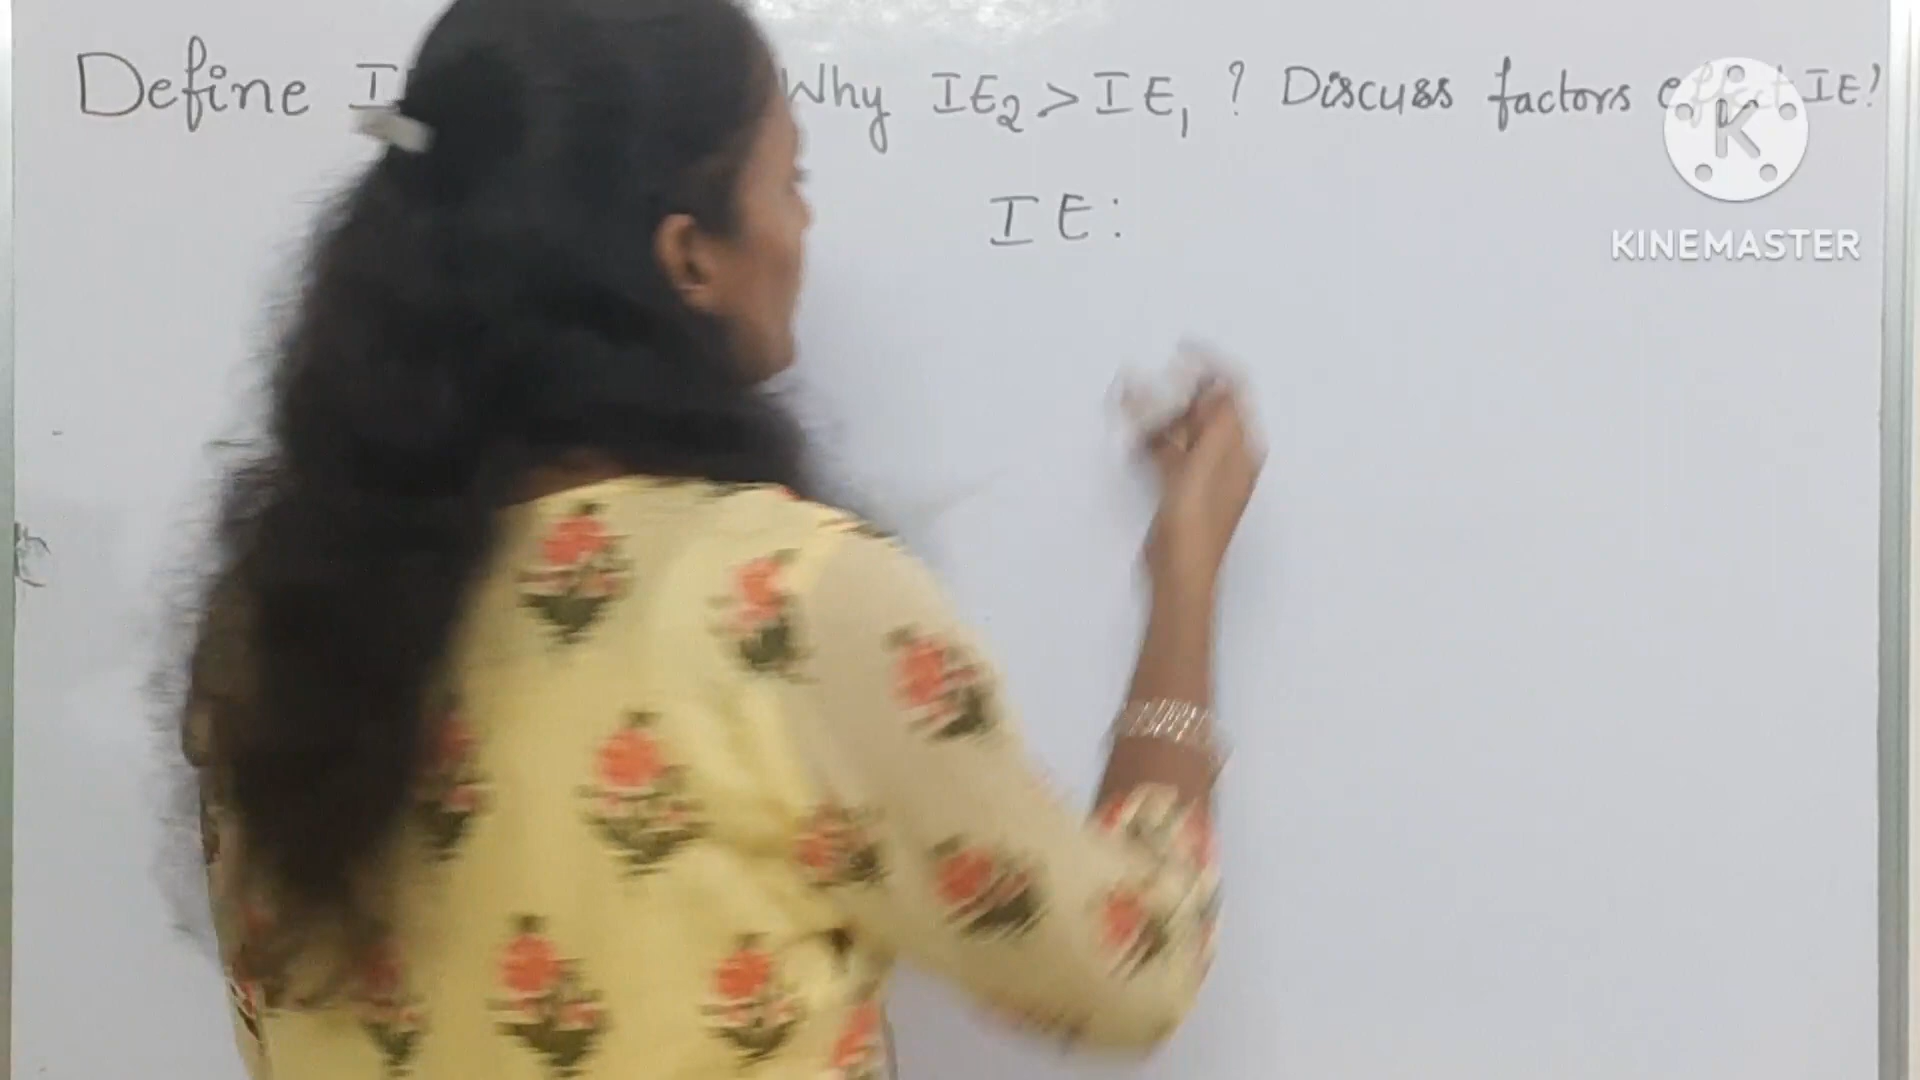 Define Why IE₂ > IE₁ ? Discuss factors IE?
IE:
K
KINEMASTER